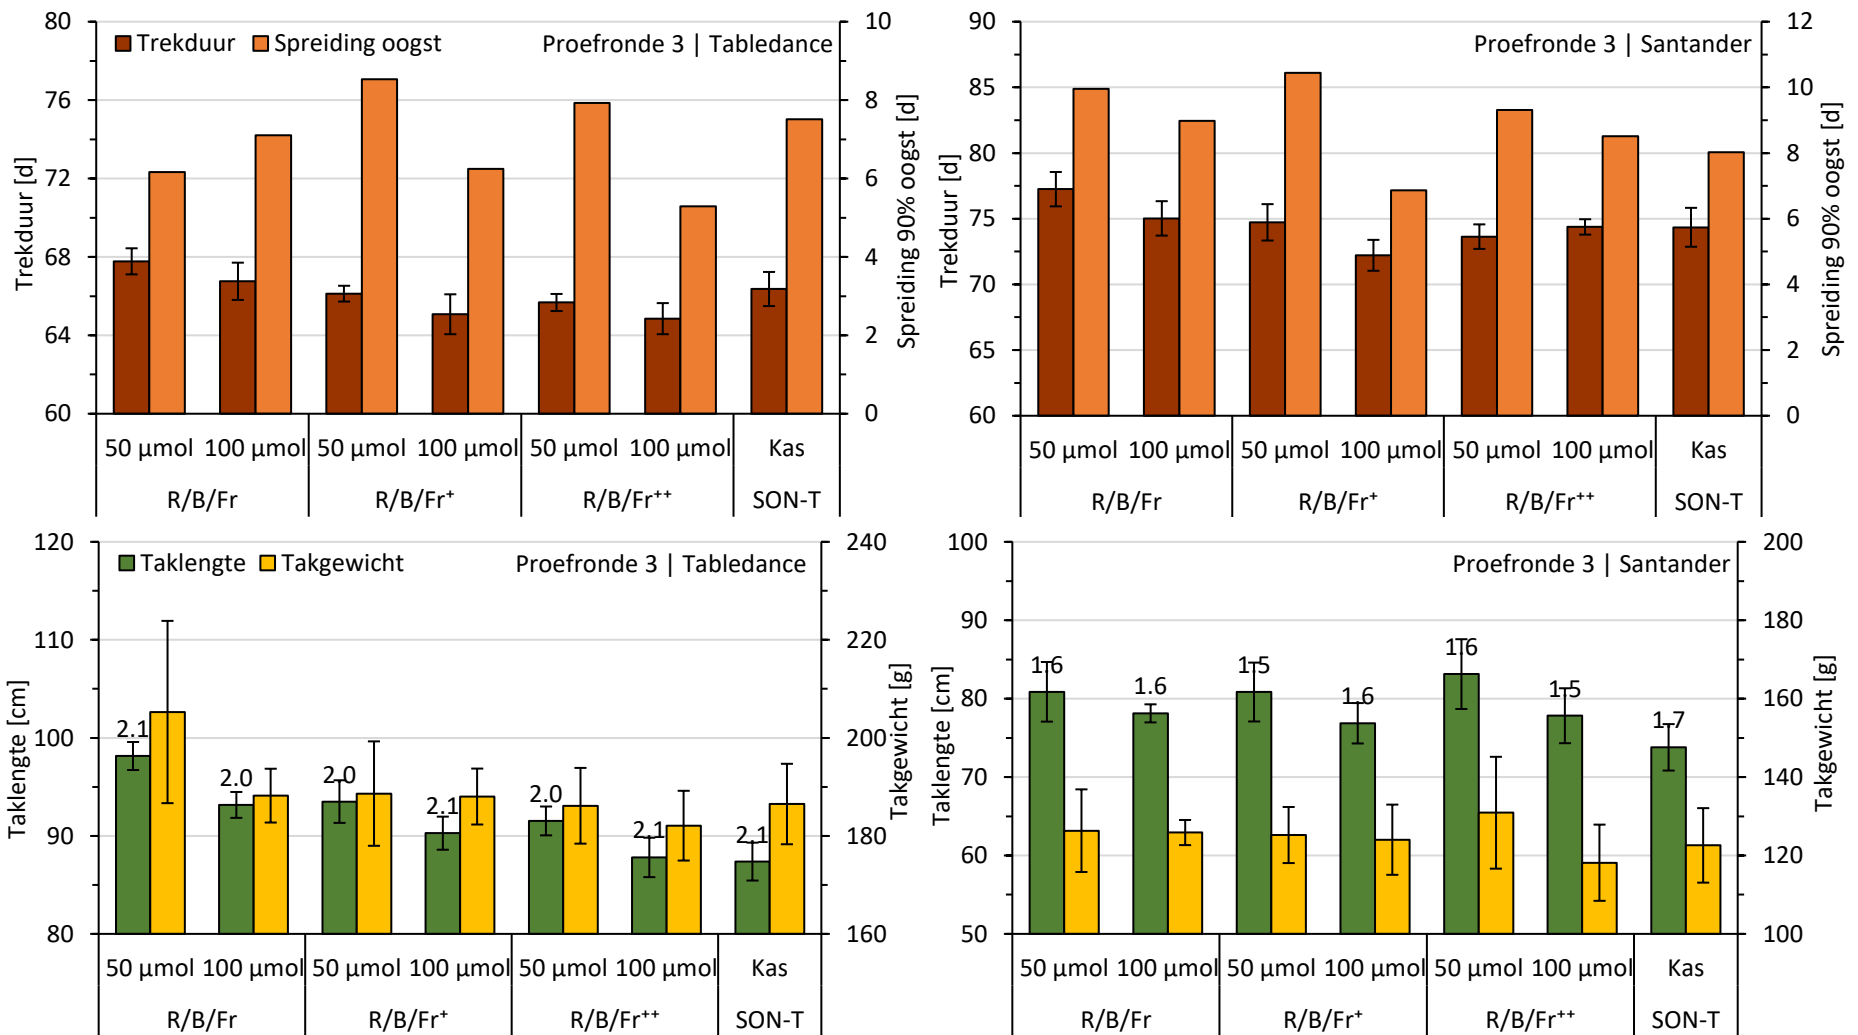 80
76
72
68
64
60
Trekduur [d]
Trekduur
Spreiding oogst
Proefronde 3 | Tabledance
10
8
6
4
2
0
Spreiding 90% oogst [d]
50 µmol 100 µmol 50 µmol 100 µmol 50 µmol 100 µmol Kas
R/B/Fr R/B/Fr⁺ R/B/Fr⁺⁺ SON-T
90
85
80
75
70
65
60
Trekduur [d]
Proefronde 3 | Santander
12
10
8
6
4
2
0
Spreiding 90% oogst [d]
50 µmol 100 µmol 50 µmol 100 µmol 50 µmol 100 µmol Kas
R/B/Fr R/B/Fr⁺ R/B/Fr⁺⁺ SON-T
120
110
100
90
80
Taklengte [cm]
Taklengte
Takgewicht
Proefronde 3 | Tabledance
2.1 2.0 2.0 2.1 2.0 2.1 2.1
240
220
200
180
160
Takgewicht [g]
50 µmol 100 µmol 50 µmol 100 µmol 50 µmol 100 µmol Kas
R/B/Fr R/B/Fr⁺ R/B/Fr⁺⁺ SON-T
100
90
80
70
60
50
Taklengte [cm]
Proefronde 3 | Santander
1.6 1.6 1.5 1.6 1.6 1.5 1.7
200
180
160
140
120
100
Takgewicht [g]
50 µmol 100 µmol 50 µmol 100 µmol 50 µmol 100 µmol Kas
R/B/Fr R/B/Fr⁺ R/B/Fr⁺⁺ SON-T